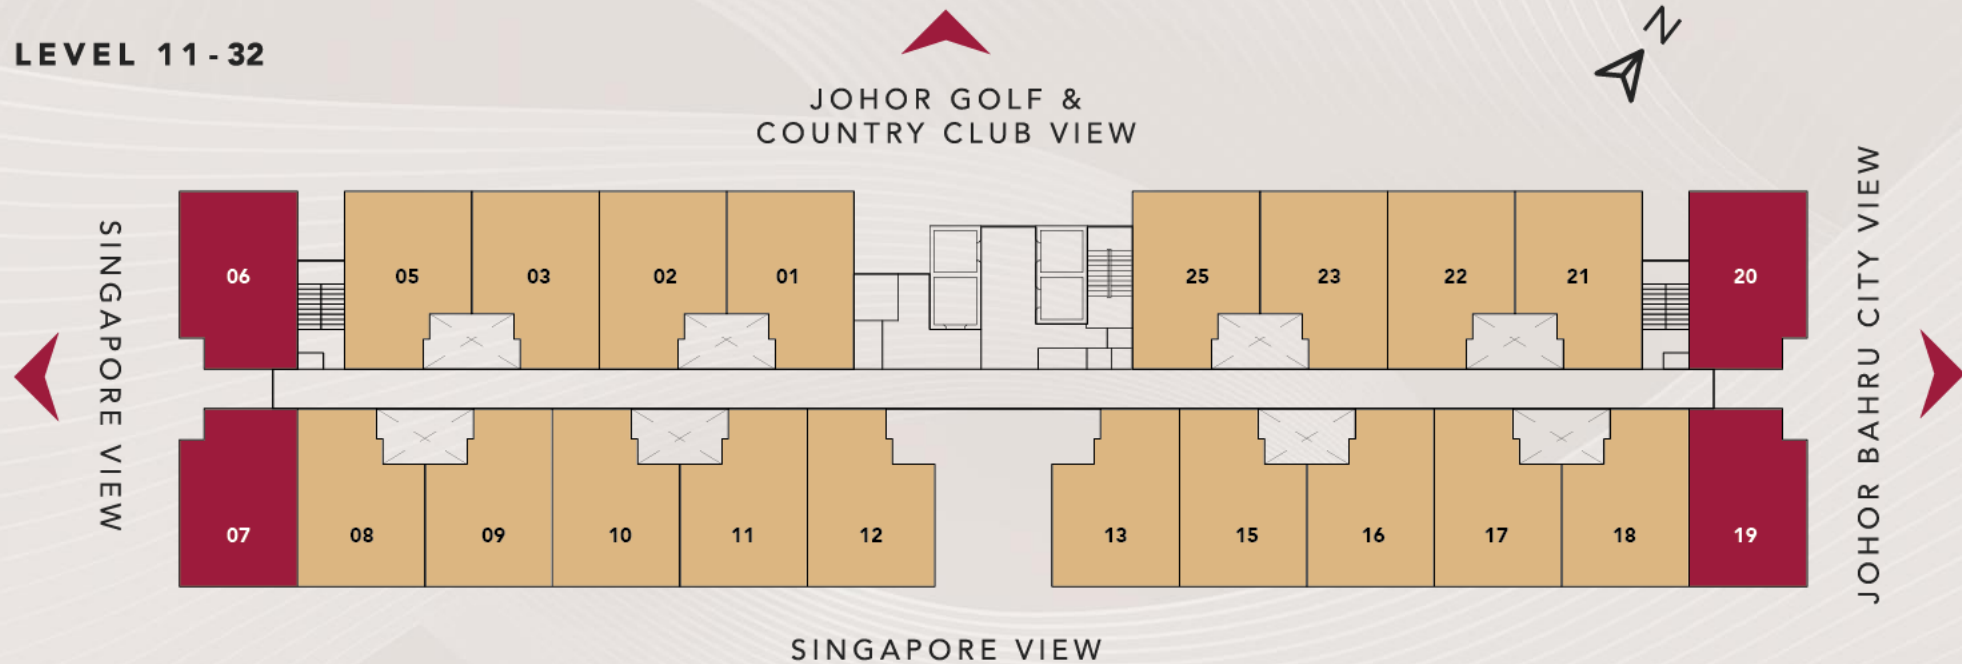 LEVEL 11-32
N
JOHOR GOLF &
COUNTRY CLUB VIEW
SINGAPORE VIEW
JOHOR BAHRU CITY VIEW
06 05 03 02 01 25 23 22 21 20
07 08 09 10 11 12 13 15 16 17 18 19
SINGAPORE VIEW